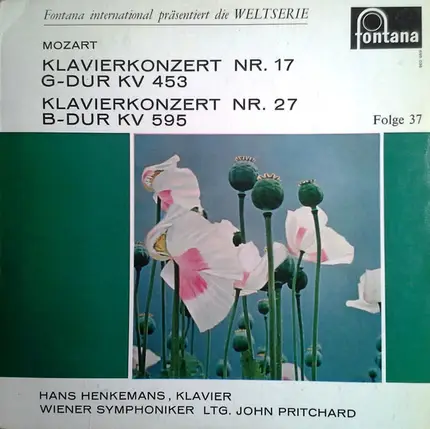 Fontana international präsentiert die WELTSERIE
fontana
MOZART
KLAVIERKONZERT NR. 17
G-DUR KV 453
KLAVIERKONZERT NR. 27
B-DUR KV 595
Folge 37
HANS HENKEMANS, KLAVIER
WIENER SYMPHONIKER LTG. JOHN PRITCHARD